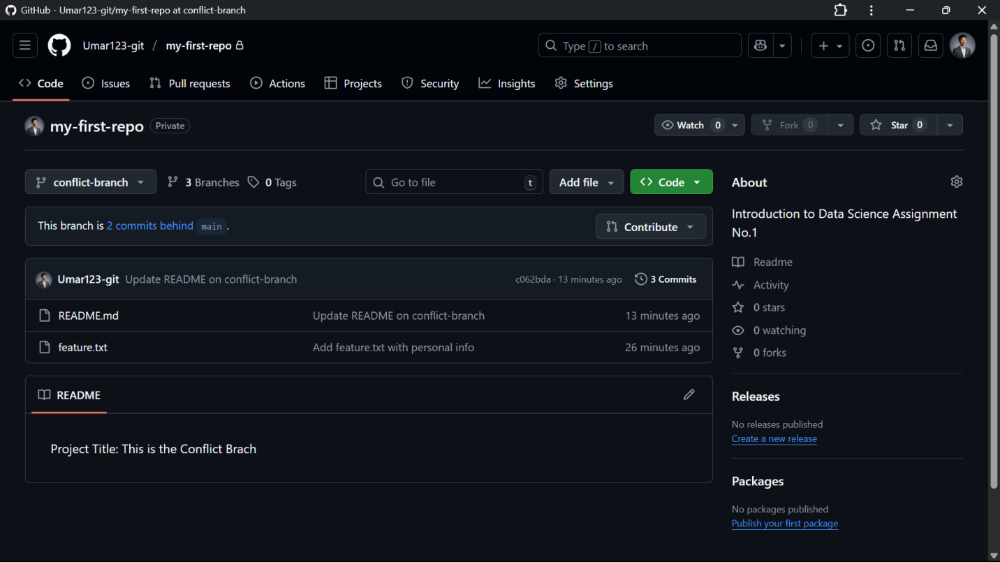 GitHub - Umar123-git/my-first-repo at conflict-branch
Umar123-git / my-first-repo
Type / to search
Code Issues Pull requests Actions Projects Security Insights Settings
my-first-repo Private
Watch 0 Fork 0 Star 0
conflict-branch 3 Branches 0 Tags Go to file t Add file Code
This branch is 2 commits behind main .
Contribute
Umar123-git Update README on conflict-branch c062bda · 13 minutes ago 3 Commits
README.md Update README on conflict-branch 13 minutes ago
feature.txt Add feature.txt with personal info 26 minutes ago
README
Project Title: This is the Conflict Brach
About
Introduction to Data Science Assignment
No.1
Readme
Activity
0 stars
0 watching
0 forks
Releases
No releases published
Create a new release
Packages
No packages published
Publish your first package